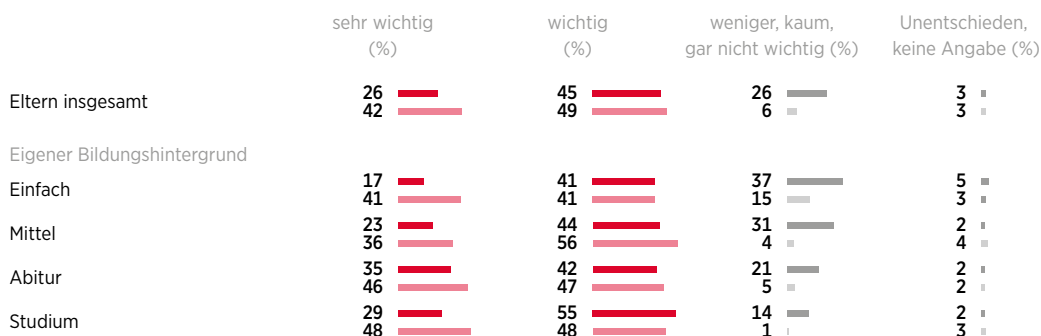 sehr wichtig wichtig weniger, kaum, Unentschieden,
(%) (%) gar nicht wichtig (%) keine Angabe (%)
26 45 26 3
Eltern insgesamt
42 49 6 3
Eigener Bildungshintergrund
17 41 37 5
Einfach
41 41 15 3
23 44 31 2
Mittel
36 56 4 4
35 42 21 2
Abitur
46 47 5 2
29 55 14 2
Studium
48 48 1 3